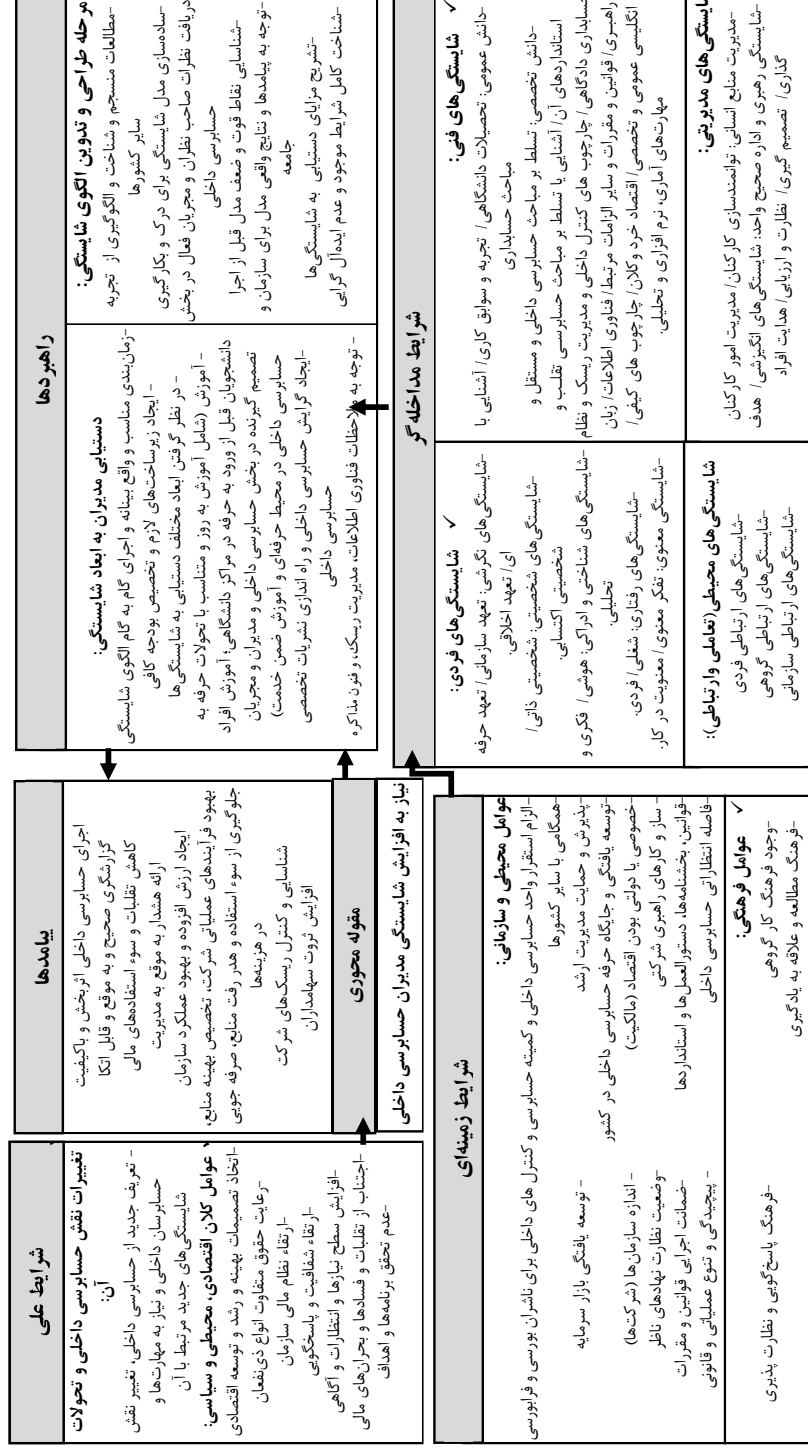 شرایط علی
تغییرات نقش حسابرسی داخلی و تحولات
آن:
- تعریف جدید از حسابرسی داخلی، تغییر نقش
حسابرسان داخلی و نیاز به مهارت‌ها و
شایستگی‌های جدید مرتبط با آن
عوامل کلان اقتصادی، محیطی و سیاسی:
-اتخاذ تصمیمات بهینه و رشد و توسعه اقتصادی
-رعایت حقوق متفاوت انواع ذی‌نفعان
-ارتقاء نظام مالی سازمان
-ارتقاء شفافیت و پاسخگویی
-افزایش سطح نیازها و انتظارات و آگاهی
-اجتناب از تقلبات و فسادها و بحران‌های مالی
-عدم تحقق برنامه‌ها و اهداف
پیامدها
اجرای حسابرسی داخلی اثربخش و باکیفیت
گزارشگری صحیح و به موقع و قابل اتکا
کاهش تقلبات و سوء استفاده‌های مالی
ارائه هشدار به موقع به مدیریت
ایجاد ارزش افزوده و بهبود عملکرد سازمان
بهبود فرآیندهای عملیاتی شرکت، تخصیص بهینه منابع،
جلوگیری از سوء استفاده و هدر رفت منابع، صرفه جویی
در هزینه‌ها
شناسایی و کنترل ریسک‌های شرکت
افزایش ثروت سهامداران
مقوله محوری
نیاز به افزایش شایستگی مدیران حسابرسی داخلی
راهبردها
دستیابی مدیران به ابعاد شایستگی:
-زمان‌بندی مناسب و واقع بینانه و اجرای گام به گام الگوی شایستگی
- ایجاد زیرساخت‌های لازم و تخصیص بودجه کافی
- در نظر گرفتن ابعاد مختلف دستیابی به شایستگی ها
- آموزش (شامل آموزش به روز و متناسب با تحولات حرفه به
دانشجویان قبل از ورود به حرفه در مراکز دانشگاهی؛ آموزش افراد
تصمیم گیرنده در بخش حسابرسی داخلی و مدیران و مجریان
حسابرسی داخلی در محیط حرفه‌ای و آموزش ضمن خدمت)
-ایجاد گرایش حسابرسی داخلی و راه اندازی نشریات تخصصی
حسابرسی داخلی
- توجه به ملاحظات فناوری اطلاعات، مدیریت ریسک، و فنون مذاکره
مرحله طراحی و تدوین الگوی شایستگی:
-مطالعات منسجم و شناخت و الگوگیری از تجربه
سایر کشورها
-ساده‌سازی مدل شایستگی برای درک و بکارگیری
دریافت نظرات صاحب نظران و مجریان فعال در بخش
حسابرسی داخلی
-شناسایی نقاط قوت و ضعف مدل قبل از اجرا
-توجه به پیامدها و نتایج واقعی مدل برای سازمان و
جامعه
-تشریح مزایای دستیابی به شایستگی‌ها
-شناخت کامل شرایط موجود و عدم ایده‌آل گرایی
شرایط زمینه‌ای
عوامل محیطی و سازمانی:
-الزام استقرار واحد حسابرسی داخلی و کمیته حسابرسی و کنترل های داخلی برای ناشران بورسی و فرابورسی
-همگامی با سایر کشورها
-پذیرش و حمایت مدیریت ارشد
-توسعه یافتگی و جایگاه حرفه حسابرسی داخلی در کشور
- توسعه یافتگی بازار سرمایه
-خصوصی یا دولتی بودن اقتصاد (مالکیت)
- اندازه سازمان‌ها (شرکت‌ها)
-ساز و کارهای راهبری شرکتی
-وضعیت نظارت نهادهای ناظر
-قوانین، بخشنامه‌ها، دستورالعمل‌ها و استانداردها
-ضمانت اجرایی قوانین و مقررات
-فاصله انتظاراتی حسابرسی داخلی
- پیچیدگی و تنوع عملیاتی و قانونی
✓ عوامل فرهنگی:
-وجود فرهنگ کار گروهی
-فرهنگ پاسخ‌گویی و نظارت پذیری
-فرهنگ مطالعه و علاقه به یادگیری
شرایط مداخله گر
✓ شایستگی‌های فردی:
-شایستگی‌های نگرشی: تعهد سازمانی/ تعهد حرفه
ای/ تعهد اخلاقی.
-شایستگی‌های شخصیتی: شخصیتی ذاتی/
شخصیتی اکتسابی.
-شایستگی‌های شناختی و ادراکی: هوشی/ فکری و
تحلیلی.
-شایستگی‌های رفتاری: شغلی/ فردی.
-شایستگی معنوی: تفکر معنوی/ معنویت در کار.
✓ شایستگی‌های فنی:
-دانش عمومی: تحصیلات دانشگاهی/ تجربه و سوابق کاری/ آشنایی با
مباحث حسابداری
-دانش تخصصی: تسلط بر مباحث حسابرسی داخلی و مستقل و
استانداردهای آن/ آشنایی یا تسلط بر مباحث حسابرسی تقلب و
حسابداری دادگاهی/ چارچوب های کنترل داخلی و مدیریت ریسک و نظام
راهبری/ قوانین و مقررات و سایر الزامات مرتبط/ فناوری اطلاعات/ زبان
انگلیسی عمومی و تخصصی/ اقتصاد خرد و کلان/ چارچوب های کیفی/
مهارت‌های آماری، نرم افزاری و تحلیلی.
شایستگی های محیطی (تعاملی و ارتباطی):
-شایستگی‌های ارتباطی فردی
-شایستگی‌های ارتباطی گروهی
-شایستگی‌های ارتباطی سازمانی
شایستگی‌های مدیریتی:
-مدیریت منابع انسانی: توانمندسازی کارکنان/ مدیریت امور کارکنان
-شایستگی رهبری و اداره صحیح واحد: شایستگی‌های انگیزشی/ هدف
گذاری/ تصمیم گیری/ نظارت و ارزیابی/ هدایت افراد